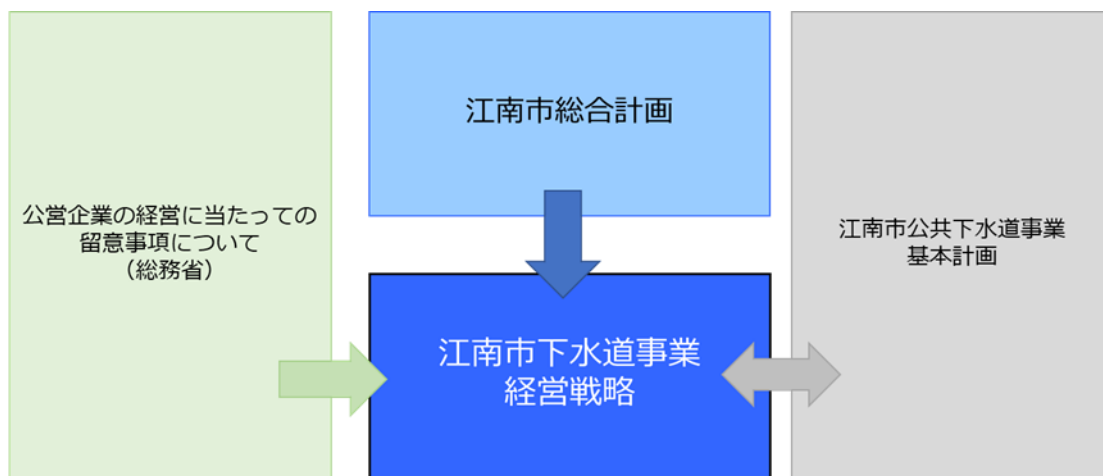 公営企業の経営に当たっての
留意事項について
（総務省）
江南市総合計画
江南市下水道事業
経営戦略
江南市公共下水道事業
基本計画